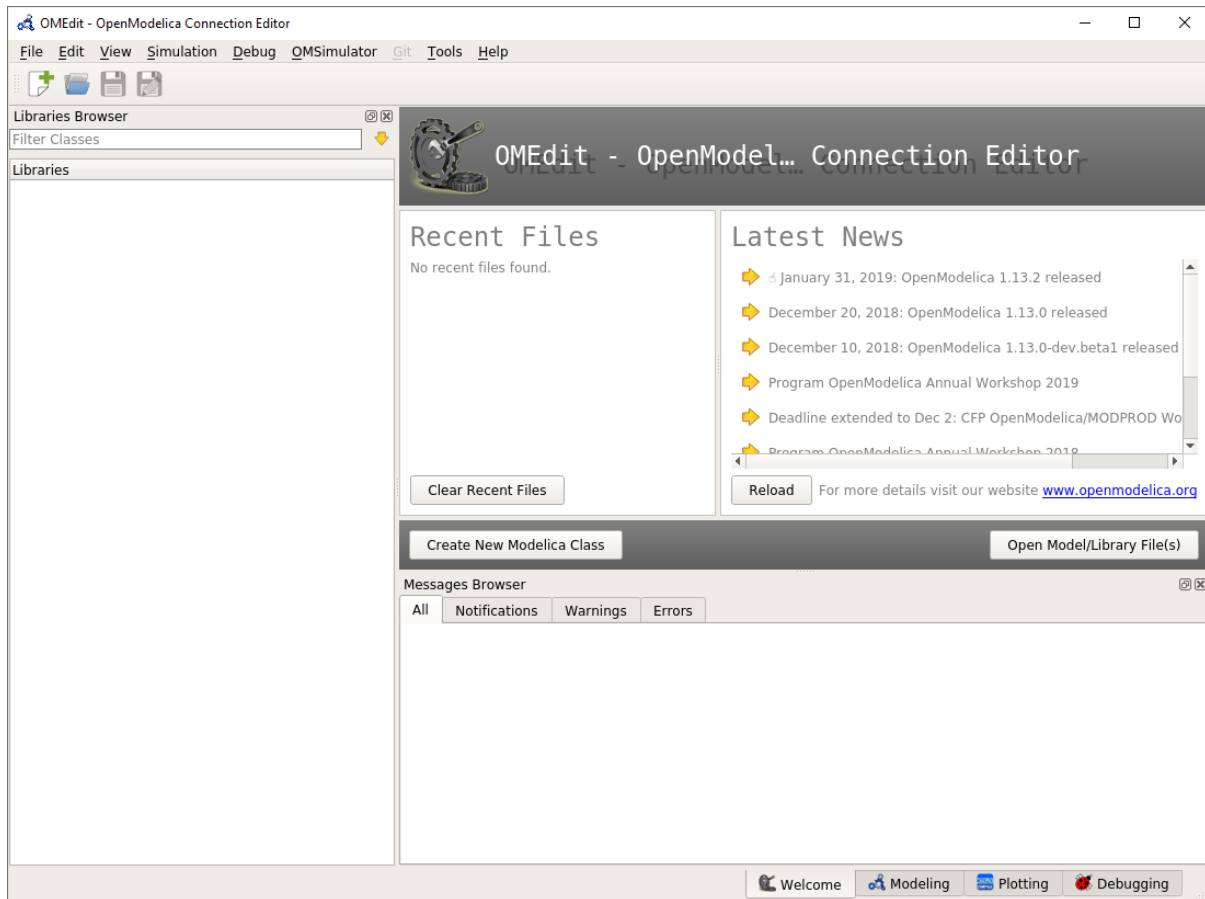 OMEdit - OpenModelica Connection Editor
File Edit View Simulation Debug OMSimulator Git Tools Help
Libraries Browser
Filter Classes
Libraries
OMEdit - OpenModel... Connection Editor
Recent Files
No recent files found.
Clear Recent Files
Latest News
January 31, 2019: OpenModelica 1.13.2 released
December 20, 2018: OpenModelica 1.13.0 released
December 10, 2018: OpenModelica 1.13.0-dev.beta1 released
Program OpenModelica Annual Workshop 2019
Deadline extended to Dec 2: CFP OpenModelica/MODPROD Wo
Program OpenModelica Annual Workshop 2018
Reload For more details visit our website www.openmodelica.org
Create New Modelica Class Open Model/Library File(s)
Messages Browser
All Notifications Warnings Errors
Welcome Modeling Plotting Debugging